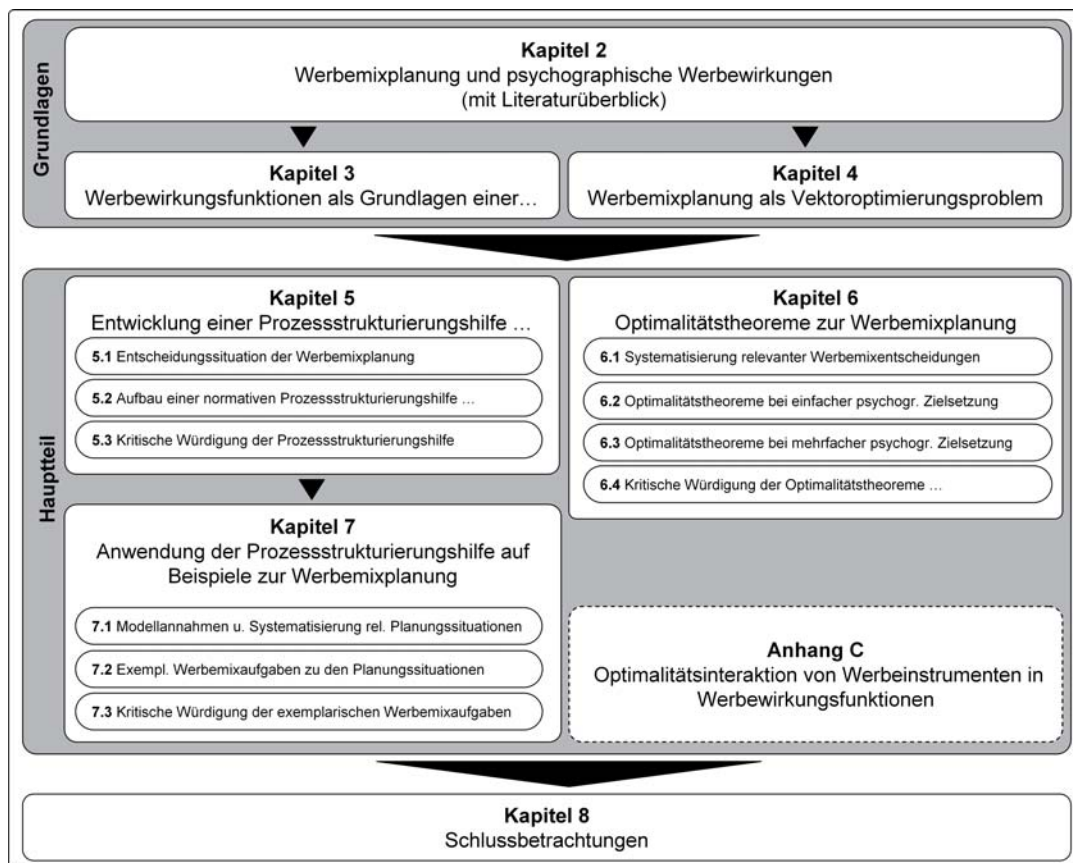 Grundlagen
Kapitel 2
Werbemixplanung und psychographische Werbewirkungen
(mit Literaturüberblick)
Kapitel 3
Werbewirkungsfunktionen als Grundlagen einer…
Kapitel 4
Werbemixplanung als Vektoroptimierungsproblem
Hauptteil
Kapitel 5
Entwicklung einer Prozessstrukturierungshilfe …
5.1 Entscheidungssituation der Werbemixplanung
5.2 Aufbau einer normativen Prozessstrukturierungshilfe …
5.3 Kritische Würdigung der Prozessstrukturierungshilfe
Kapitel 6
Optimalitätstheoreme zur Werbemixplanung
6.1 Systematisierung relevanter Werbemixentscheidungen
6.2 Optimalitätstheoreme bei einfacher psychogr. Zielsetzung
6.3 Optimalitätstheoreme bei mehrfacher psychogr. Zielsetzung
6.4 Kritische Würdigung der Optimalitätstheoreme …
Kapitel 7
Anwendung der Prozessstrukturierungshilfe auf
Beispiele zur Werbemixplanung
7.1 Modellannahmen u. Systematisierung rel. Planungssituationen
7.2 Exempl. Werbemixaufgaben zu den Planungssituationen
7.3 Kritische Würdigung der exemplarischen Werbemixaufgaben
Anhang C
Optimalitätsinteraktion von Werbeinstrumenten in
Werbewirkungsfunktionen
Kapitel 8
Schlussbetrachtungen